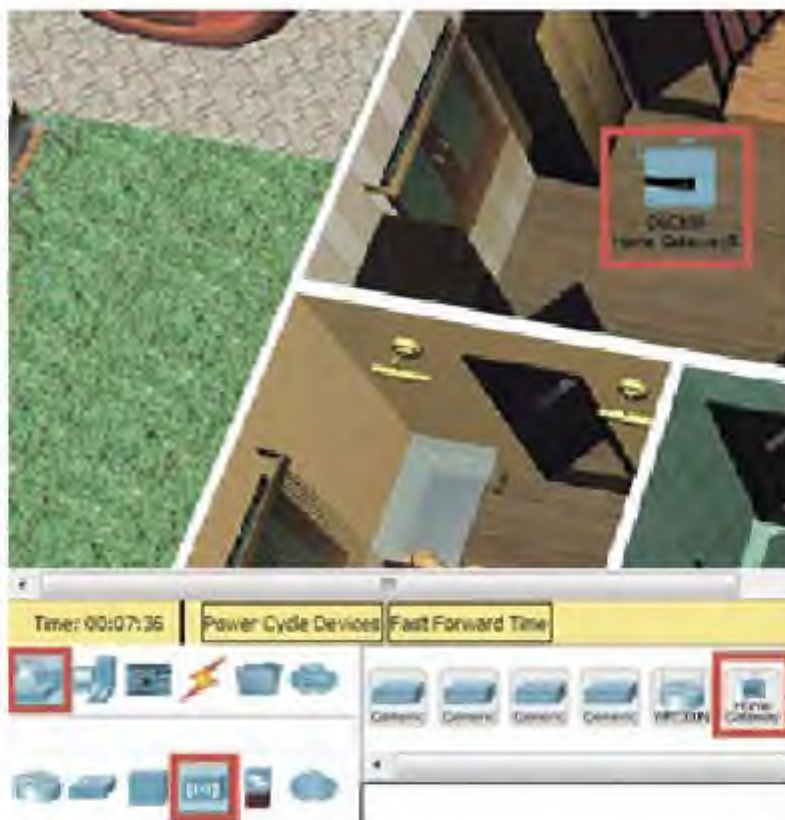 Home Gateway
Time: 00:07:36
Power Cycle Devices
Fast Forward Time
Generic
Generic
Generic
Generic
Home
Gateway